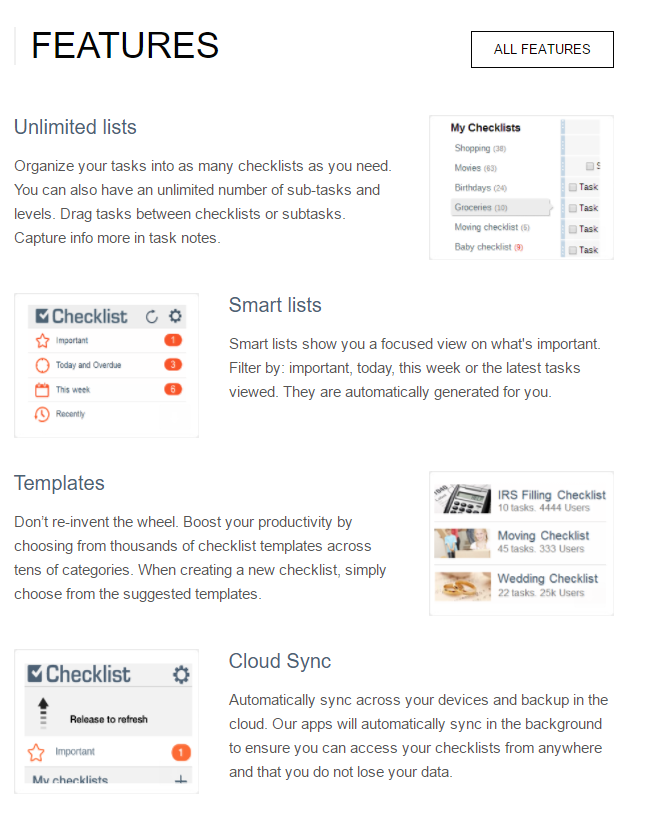 FEATURES
ALL FEATURES
Unlimited lists
Organize your tasks into as many checklists as you need.
You can also have an unlimited number of sub-tasks and
levels. Drag tasks between checklists or subtasks.
Capture info more in task notes.
My Checklists
Shopping (38)
Movies (63)
Birthdays (24)
Groceries (10)
Moving checklist (5)
Baby checklist (9)
S
Task
Task
Task
Task
Checklist
Important 1
Today and Overdue 3
This week 6
Recently
Smart lists
Smart lists show you a focused view on what's important.
Filter by: important, today, this week or the latest tasks
viewed. They are automatically generated for you.
Templates
Don’t re-invent the wheel. Boost your productivity by
choosing from thousands of checklist templates across
tens of categories. When creating a new checklist, simply
choose from the suggested templates.
IRS Filling Checklist
10 tasks. 4444 Users
Moving Checklist
45 tasks. 333 Users
Wedding Checklist
22 tasks. 25k Users
Checklist
Release to refresh
Important 1
My checklists +
Cloud Sync
Automatically sync across your devices and backup in the
cloud. Our apps will automatically sync in the background
to ensure you can access your checklists from anywhere
and that you do not lose your data.